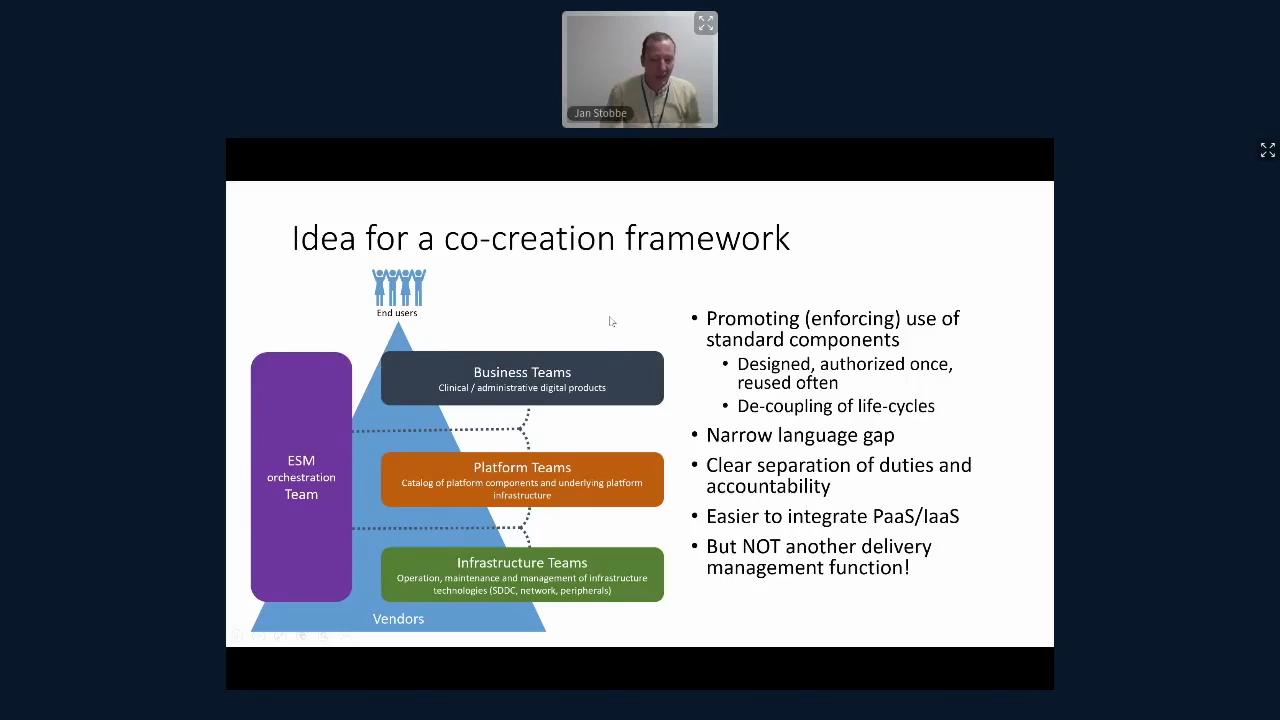 Jan Stobbe
Idea for a co-creation framework
End users
Business Teams
Clinical / administrative digital products
ESM
orchestration
Team
Platform Teams
Catalog of platform components and underlying platform
infrastructure
Infrastructure Teams
Operation, maintenance and management of infrastructure
technologies (SDDC, network, peripherals)
Vendors
• Promoting (enforcing) use of
standard components
• Designed, authorized once,
reused often
• De-coupling of life-cycles
• Narrow language gap
• Clear separation of duties and
accountability
• Easier to integrate PaaS/IaaS
• But NOT another delivery
management function!